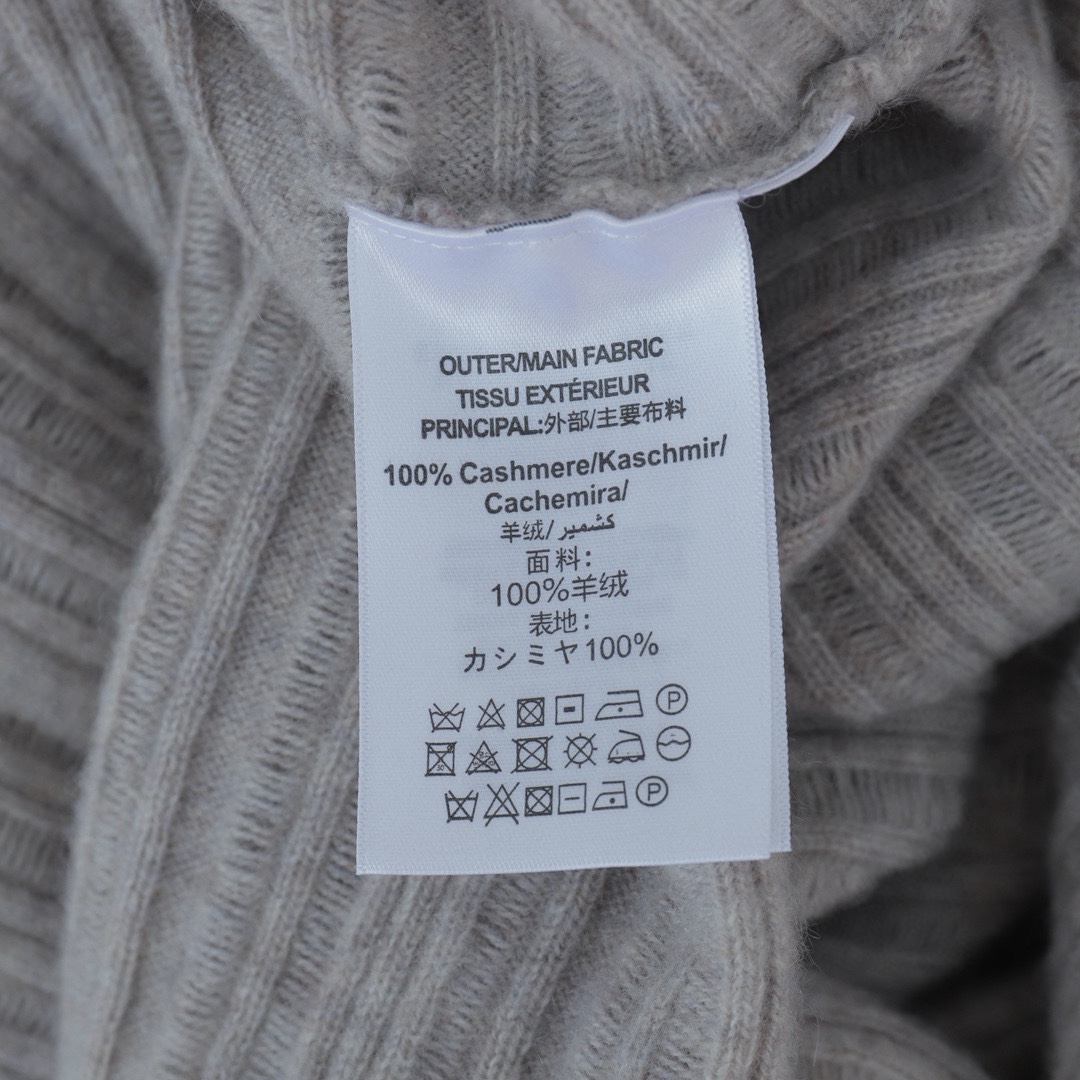 OUTER/MAIN FABRIC
TISSU EXTÉRIEUR
PRINCIPAL:外部/主要布料
100% Cashmere/Kaschmir/
Cachemira/
羊绒/كشمير
面料:
100%羊绒
表地:
カシミヤ100%
P
P